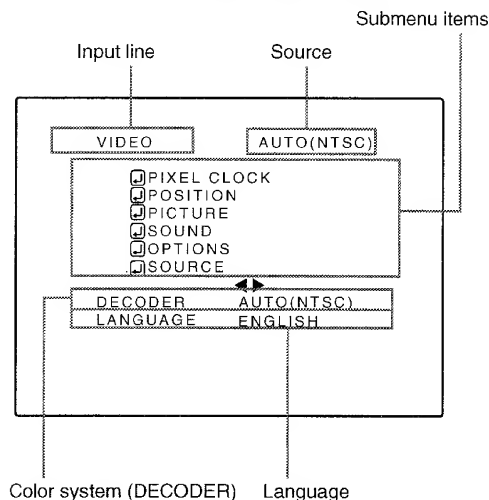 Submenu items
Input line Source
VIDEO AUTO(NTSC)
PIXEL CLOCK
POSITION
PICTURE
SOUND
OPTIONS
SOURCE
DECODER AUTO(NTSC)
LANGUAGE ENGLISH
Color system (DECODER) Language